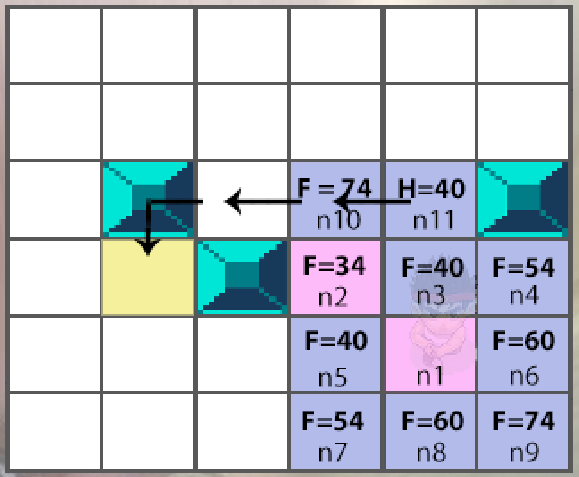 F = 74 H=40
n10 n11
F=34 F=40 F=54
n2 n3 n4
F=40 F=60
n5 n1 n6
F=54 F=60 F=74
n7 n8 n9